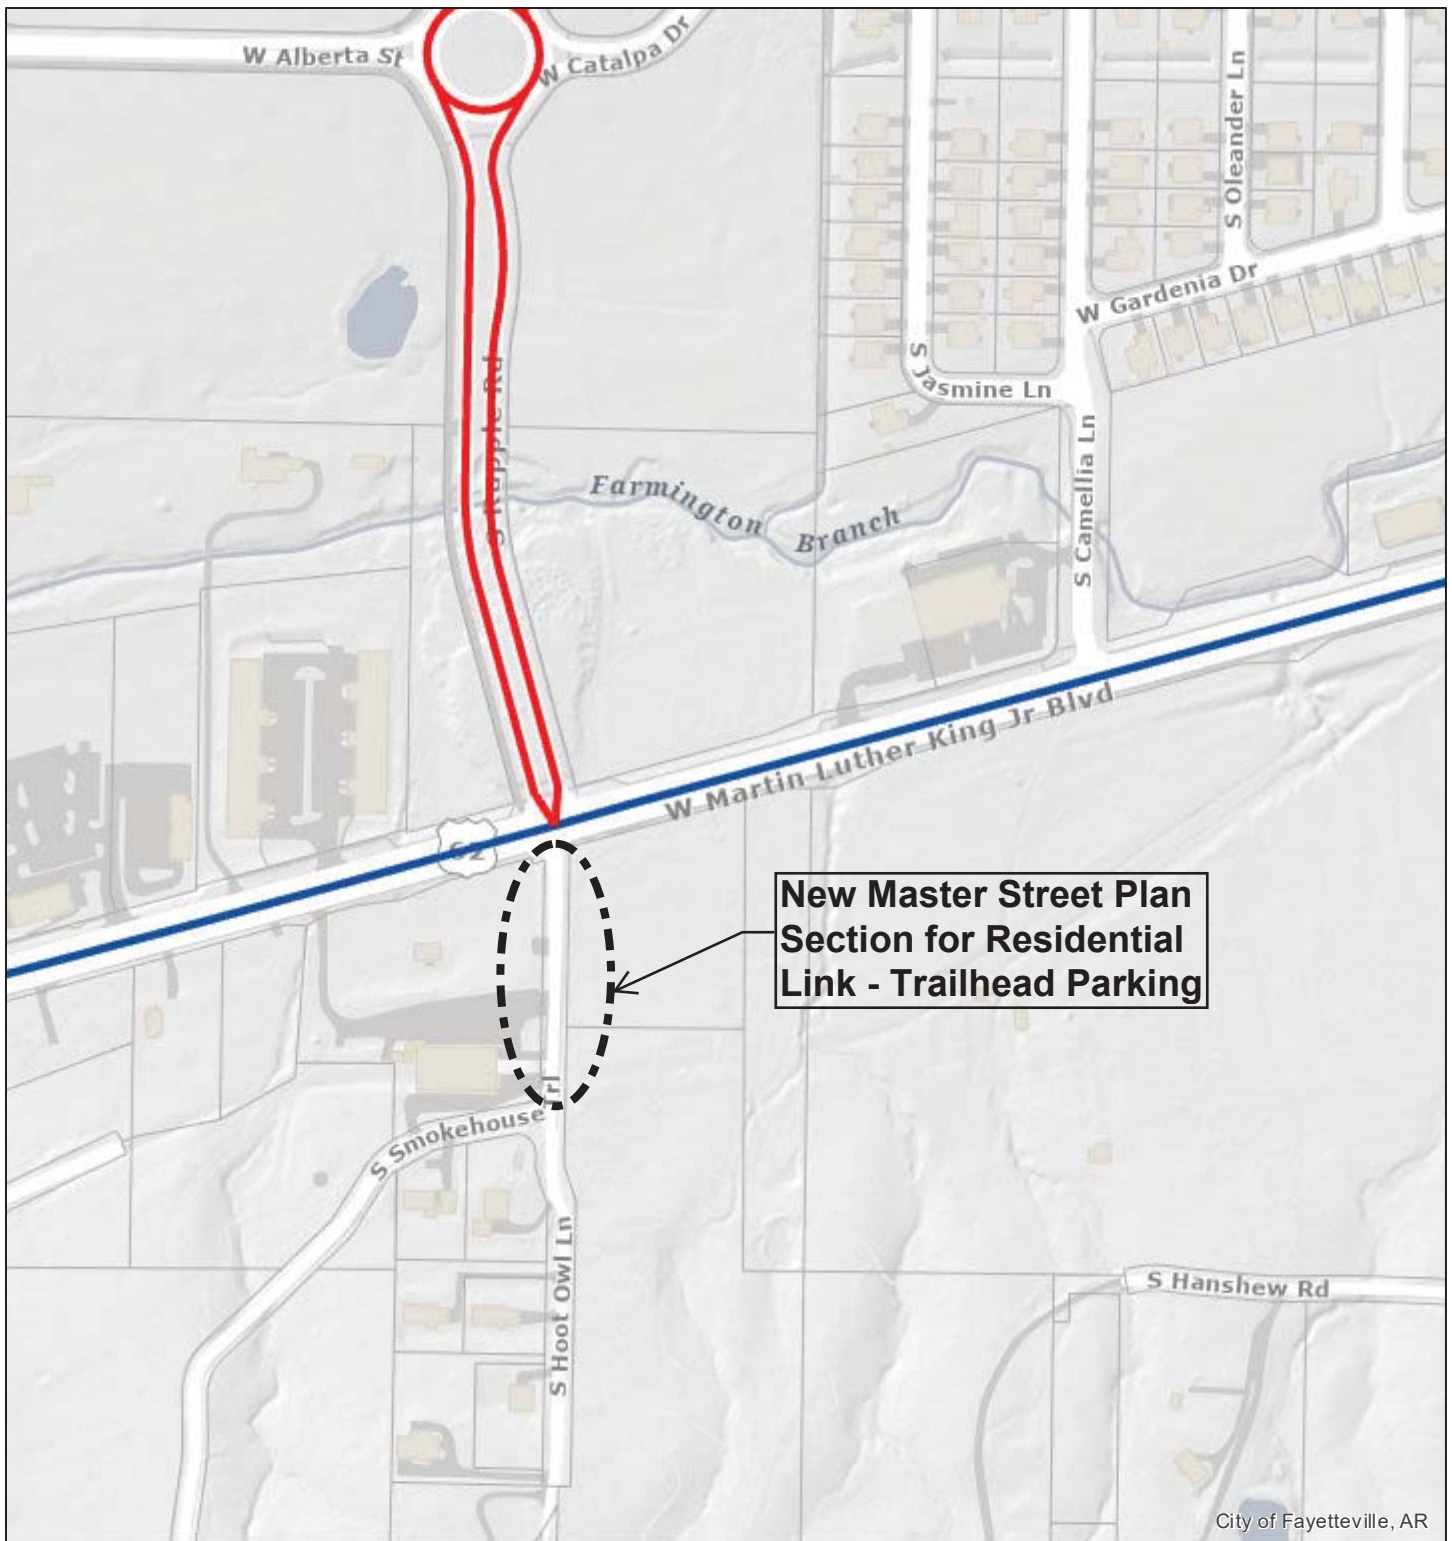 W Alberta St
W Catalpa Dr
S Oleander Ln
W Gardenia Dr
S Jasmine Ln
S Rupple Rd
Farmington Branch
S Camellia Ln
W Martin Luther King Jr Blvd
62
New Master Street Plan
Section for Residential
Link - Trailhead Parking
S Smokehouse Trl
S Hoot Owl Ln
S Hanshew Rd
City of Fayetteville, AR